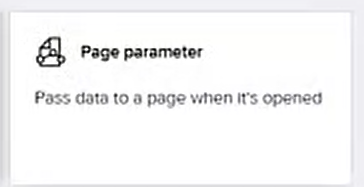 Page parameter
Pass data to a page when it's opened